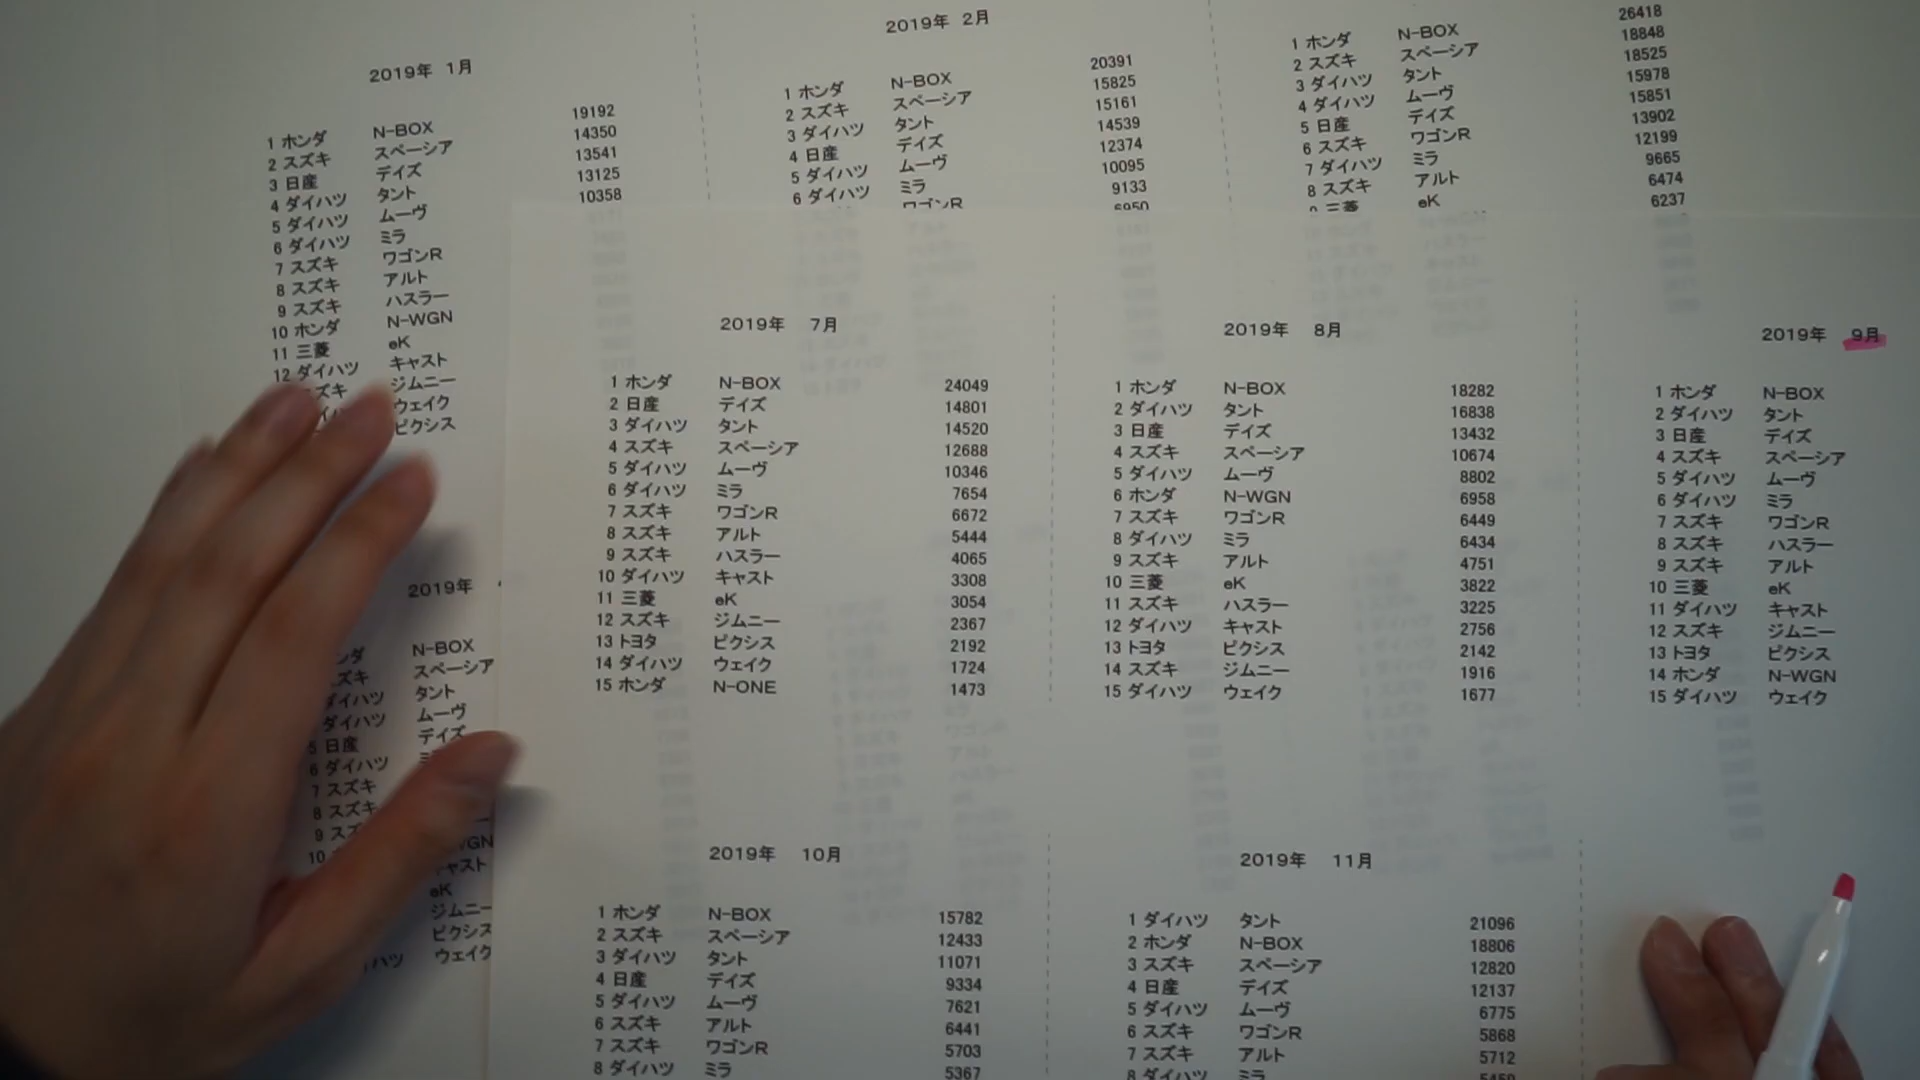 2019年 1月
19192
1 ホンダ N-BOX 14350
2 スズキ スペーシア 13541
3 日産 デイズ 13125
4 ダイハツ タント 10358
5 ダイハツ ムーヴ
6 ダイハツ ミラ
7 スズキ ワゴンR
8 スズキ アルト
9 スズキ ハスラー
10 ホンダ N-WGN
11 三菱 eK
12 ダイハツ キャスト
ズキ ジムニー
ウェイク
ピクシス
2019年 2月
20391
1 ホンダ N-BOX 15825
2 スズキ スペーシア 15161
3 ダイハツ タント 14539
4 日産 デイズ 12374
5 ダイハツ ムーヴ 10095
6 ダイハツ ミラ 9133
ワゴンR 6950
26418
1 ホンダ N-BOX 18848
2 スズキ スペーシア 18525
3 ダイハツ タント 15978
4 ダイハツ ムーヴ 15851
5 日産 デイズ 13902
6 スズキ ワゴンR 12199
7 ダイハツ ミラ 9665
8 スズキ アルト 6474
9 三菱 eK 6237
2019年 7月
1 ホンダ N-BOX 24049
2 日産 デイズ 14801
3 ダイハツ タント 14520
4 スズキ スペーシア 12688
5 ダイハツ ムーヴ 10346
6 ダイハツ ミラ 7654
7 スズキ ワゴンR 6672
8 スズキ アルト 5444
9 スズキ ハスラー 4065
10 ダイハツ キャスト 3308
11 三菱 eK 3054
12 スズキ ジムニー 2367
13 トヨタ ピクシス 2192
14 ダイハツ ウェイク 1724
15 ホンダ N-ONE 1473
2019年 8月
1 ホンダ N-BOX 18282
2 ダイハツ タント 16838
3 日産 デイズ 13432
4 スズキ スペーシア 10674
5 ダイハツ ムーヴ 8802
6 ホンダ N-WGN 6958
7 スズキ ワゴンR 6449
8 ダイハツ ミラ 6434
9 スズキ アルト 4751
10 三菱 eK 3822
11 スズキ ハスラー 3225
12 ダイハツ キャスト 2756
13 トヨタ ピクシス 2142
14 スズキ ジムニー 1916
15 ダイハツ ウェイク 1677
2019年 9月
1 ホンダ N-BOX
2 ダイハツ タント
3 日産 デイズ
4 スズキ スペーシア
5 ダイハツ ムーヴ
6 ダイハツ ミラ
7 スズキ ワゴンR
8 スズキ ハスラー
9 スズキ アルト
10 三菱 eK
11 ダイハツ キャスト
12 スズキ ジムニー
13 トヨタ ピクシス
14 ホンダ N-WGN
15 ダイハツ ウェイク
2019年
ンダ N-BOX
ズキ スペーシア
ダイハツ タント
ダイハツ ムーヴ
5 日産 デイズ
6 ダイハツ
7 スズキ
8 スズキ
9 スズ
10
WGN
ャスト
eK
ジムニー
ピクシス
ハツ ウェイク
2019年 10月
1 ホンダ N-BOX 15782
2 スズキ スペーシア 12433
3 ダイハツ タント 11071
4 日産 デイズ 9334
5 ダイハツ ムーヴ 7621
6 スズキ アルト 6441
7 スズキ ワゴンR 5703
8 ダイハツ ミラ 5367
2019年 11月
1 ダイハツ タント 21096
2 ホンダ N-BOX 18806
3 スズキ スペーシア 12820
4 日産 デイズ 12137
5 ダイハツ ムーヴ 6775
6 スズキ ワゴンR 5868
7 スズキ アルト 5712
8 ダイハツ ミラ